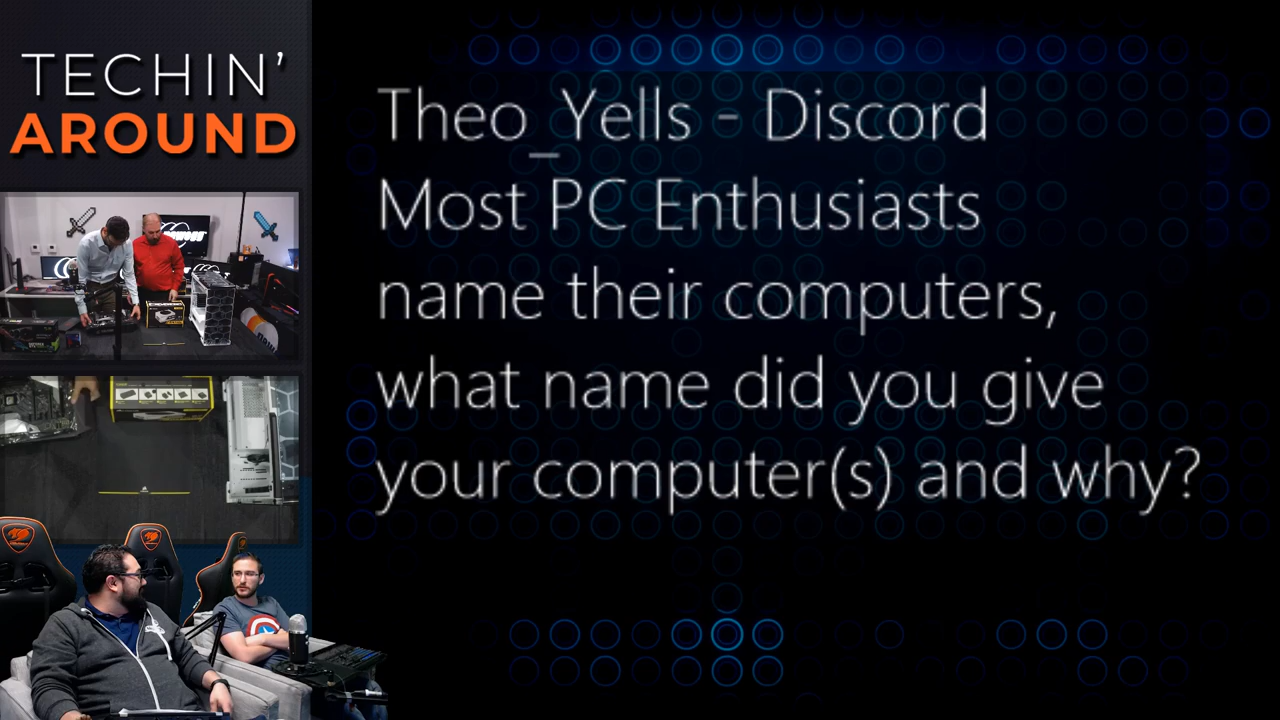 TECHIN'
AROUND
Theo_Yells - Discord
Most PC Enthusiasts
name their computers,
what name did you give
your computer(s) and why?